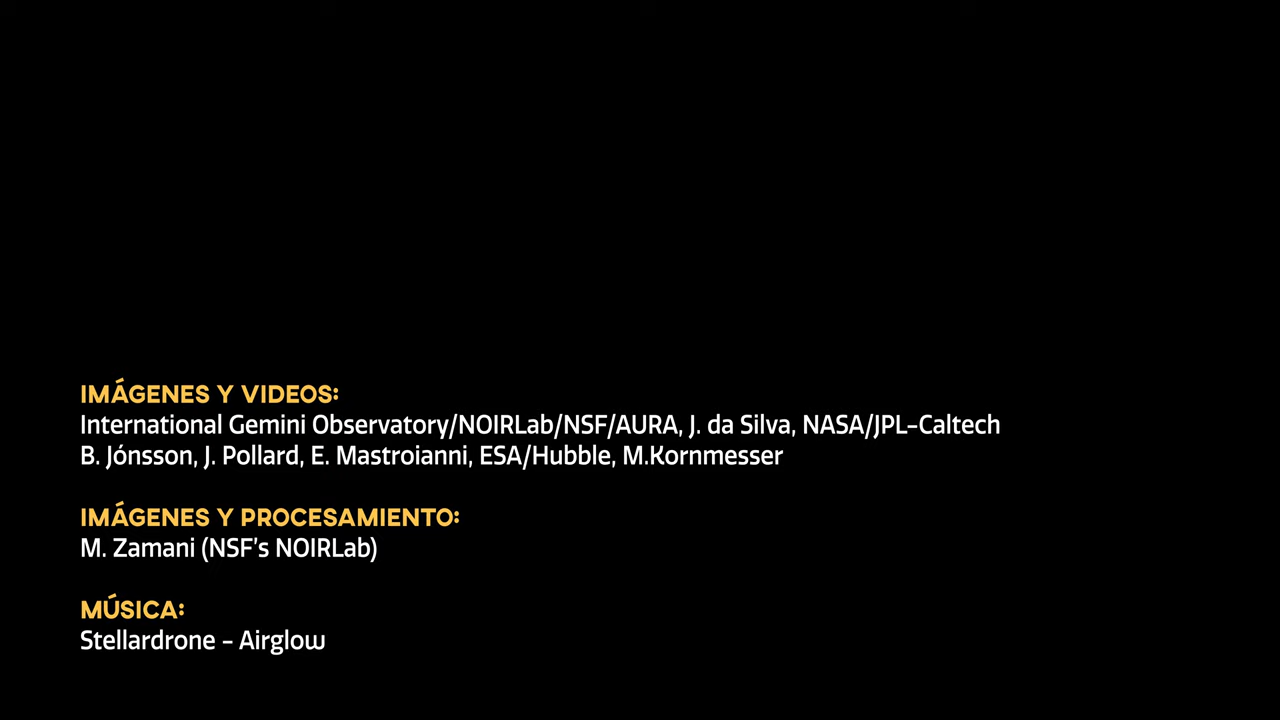 IMÁGENES Y VIDEOS:
International Gemini Observatory/NOIRLab/NSF/AURA, J. da Silva, NASA/JPL-Caltech
B. Jónsson, J. Pollard, E. Mastroianni, ESA/Hubble, M.Kornmesser
IMÁGENES Y PROCESAMIENTO:
M. Zamani (NSF's NOIRLab)
MÚSICA:
Stellardrone - Airglow